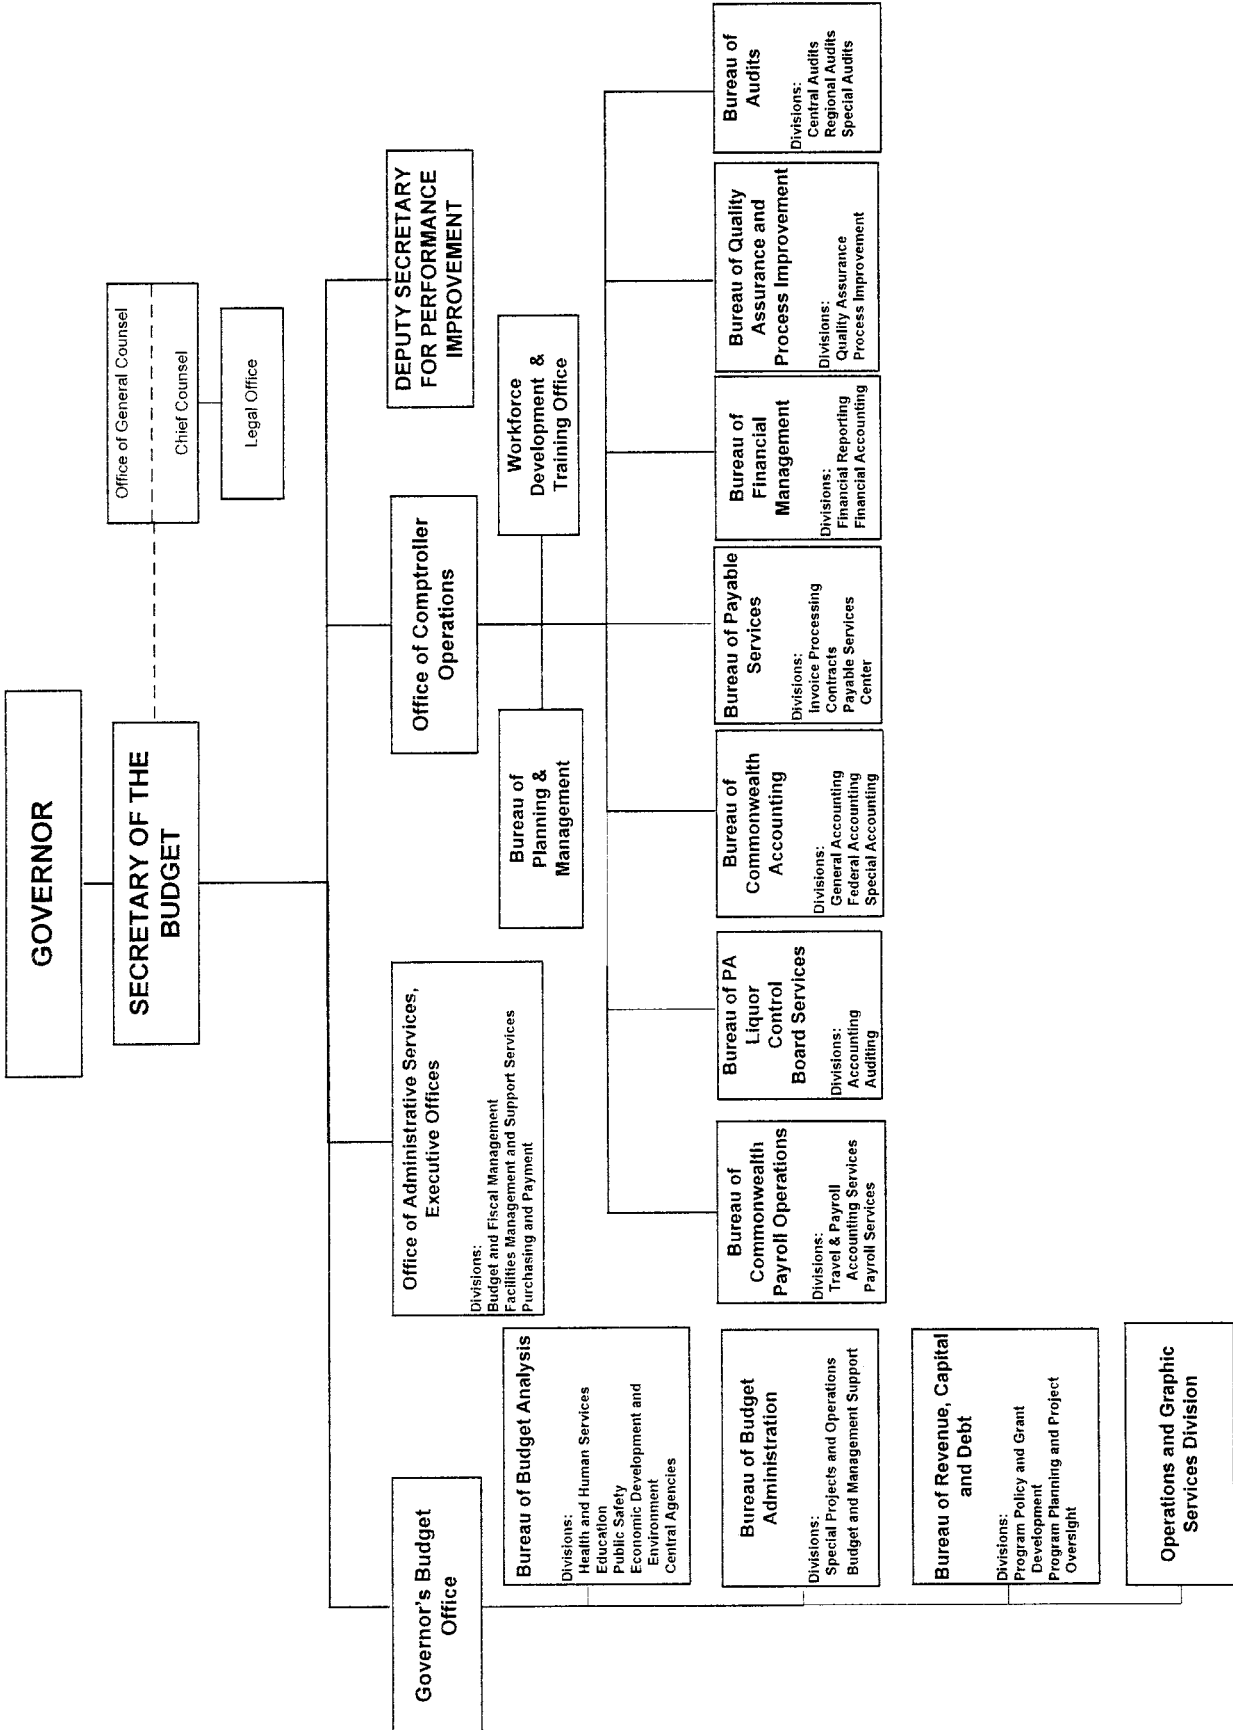 GOVERNOR
SECRETARY OF THE
BUDGET
Office of General Counsel
Chief Counsel
Legal Office
Governor's Budget
Office
Office of Administrative Services,
Executive Offices
Divisions:
Budget and Fiscal Management
Facilities Management and Support Services
Purchasing and Payment
Office of Comptroller
Operations
DEPUTY SECRETARY
FOR PERFORMANCE
IMPROVEMENT
Bureau of Budget Analysis
Divisions:
Health and Human Services
Education
Public Safety
Economic Development and
Environment
Central Agencies
Bureau of Budget
Administration
Divisions:
Special Projects and Operations
Budget and Management Support
Bureau of Revenue, Capital
and Debt
Divisions:
Program Policy and Grant
Development
Program Planning and Project
Oversight
Operations and Graphic
Services Division
Bureau of
Planning &
Management
Workforce
Development &
Training Office
Bureau of
Commonwealth
Payroll Operations
Divisions:
Travel & Payroll
Accounting Services
Payroll Services
Bureau of PA
Liquor
Control
Board Services
Divisions:
Accounting
Auditing
Bureau of
Commonwealth
Accounting
Divisions:
General Accounting
Federal Accounting
Special Accounting
Bureau of Payable
Services
Divisions:
Invoice Processing
Contracts
Payable Services
Center
Bureau of
Financial
Management
Divisions:
Financial Reporting
Financial Accounting
Bureau of Quality
Assurance and
Process Improvement
Divisions:
Quality Assurance
Process Improvement
Bureau of
Audits
Divisions:
Central Audits
Regional Audits
Special Audits